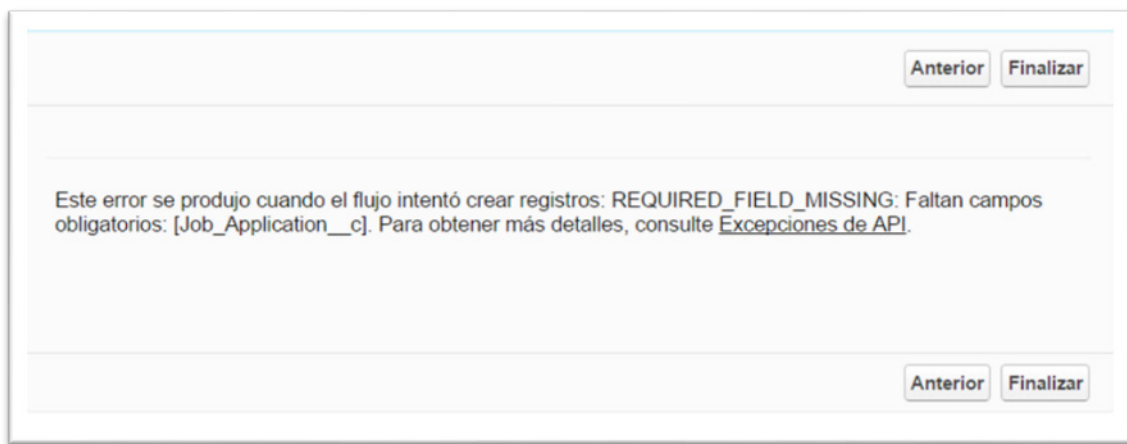 Anterior Finalizar
Este error se produjo cuando el flujo intentó crear registros: REQUIRED_FIELD_MISSING: Faltan campos
obligatorios: [Job_Application__c]. Para obtener más detalles, consulte Excepciones de API.
Anterior Finalizar